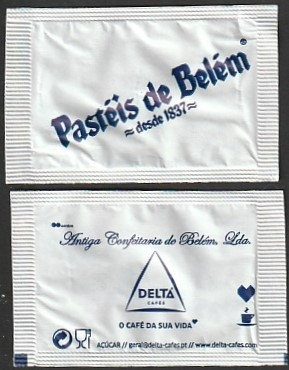 Pastéis de Belém®
≈ desde 1837 ≈
Antiga Confeitaria de Belém, Lda.
DELTA
CAFÉS
O CAFÉ DA SUA VIDA
AÇÚCAR // geral@delta-cafes.pt // www.delta-cafes.com